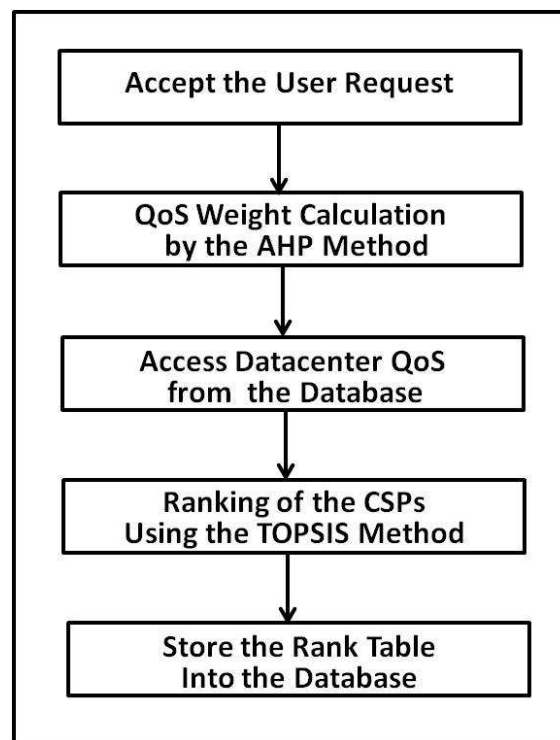 Accept the User Request
QoS Weight Calculation
by the AHP Method
Access Datacenter QoS
from the Database
Ranking of the CSPs
Using the TOPSIS Method
Store the Rank Table
Into the Database